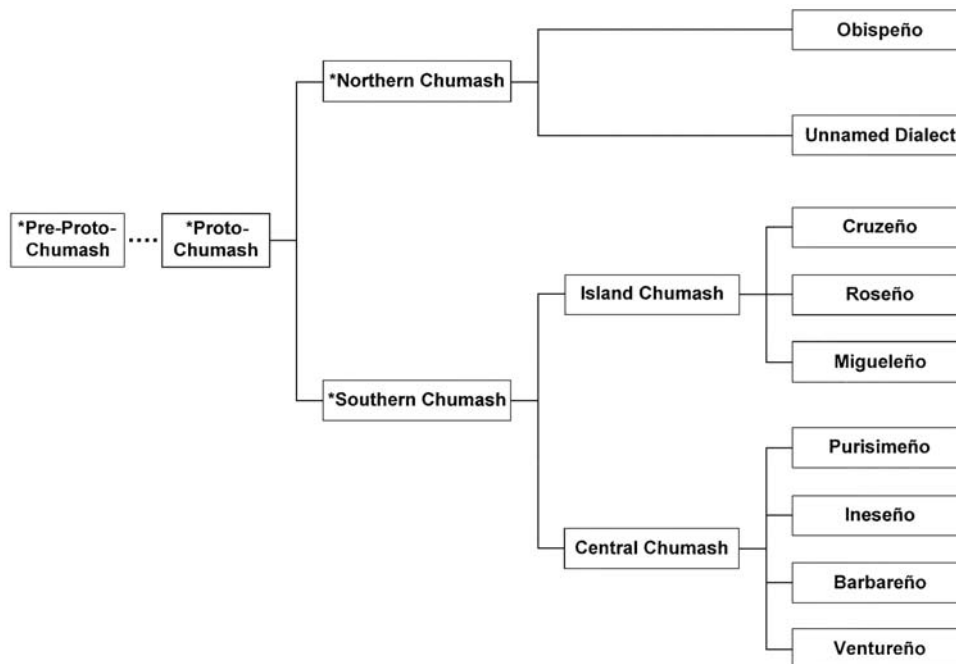 Obispeño
*Northern Chumash
Unnamed Dialect
*Pre-Proto-
Chumash
*Proto-
Chumash
Cruzeño
Island Chumash
Roseño
Migueleño
*Southern Chumash
Purisimeño
Ineseño
Central Chumash
Barbareño
Ventureño